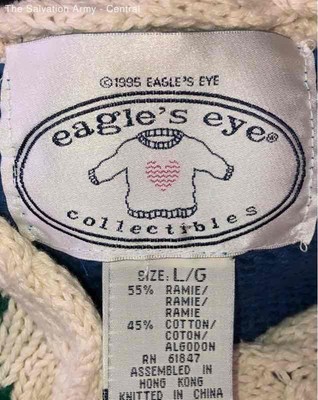 The Salvation Army - Central
©1995 EAGLE'S EYE
eagle's eye®
collectibles
SIZE: L/G
55% RAMIE/
RAMIE/
RAMIE
45% COTTON/
COTON/
ALGODON
RN 61847
ASSEMBLED IN
HONG KONG
KNITTED IN CHINA